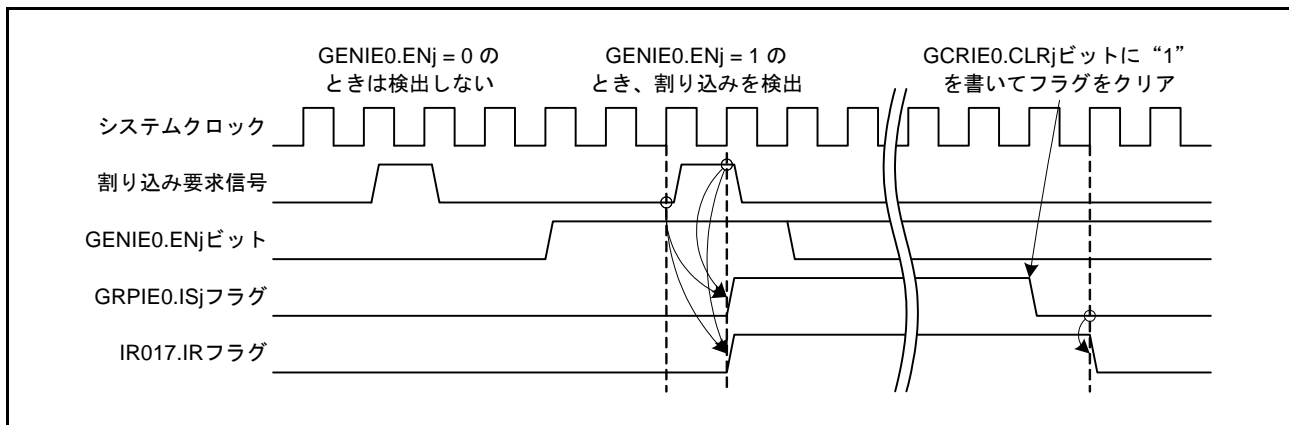 GENIE0.ENj = 0 の
ときは検出しない
GENIE0.ENj = 1 の
とき、割り込みを検出
GCRIE0.CLRjビットに“1”
を書いてフラグをクリア
システムクロック
割り込み要求信号
GENIE0.ENjビット
GRPIE0.ISjフラグ
IR017.IRフラグ